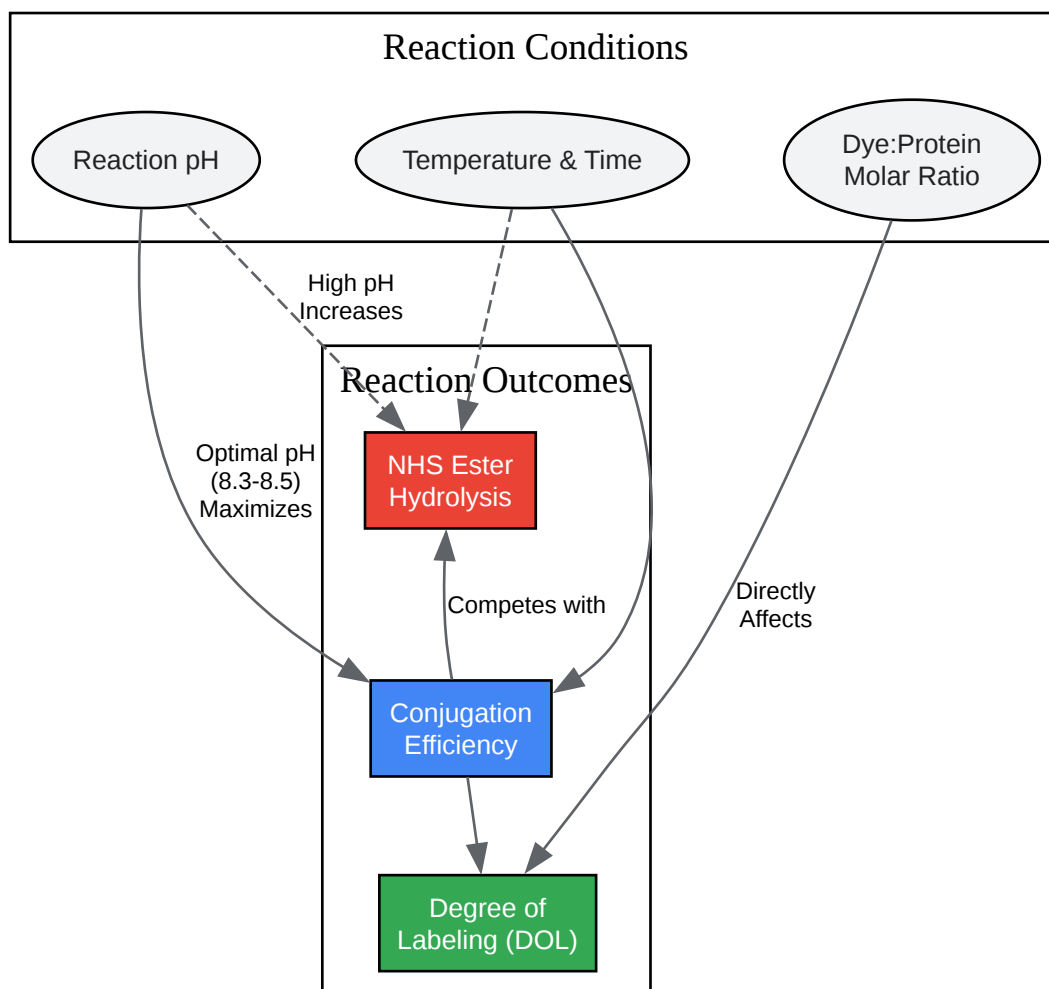 Reaction Conditions
Reaction pH
Temperature & Time
Dye:Protein
Molar Ratio
High pH
Increases
Reaction Outcomes
Optimal pH
(8.3-8.5)
Maximizes
NHS Ester
Hydrolysis
Competes with
Directly
Affects
Conjugation
Efficiency
Degree of
Labeling (DOL)